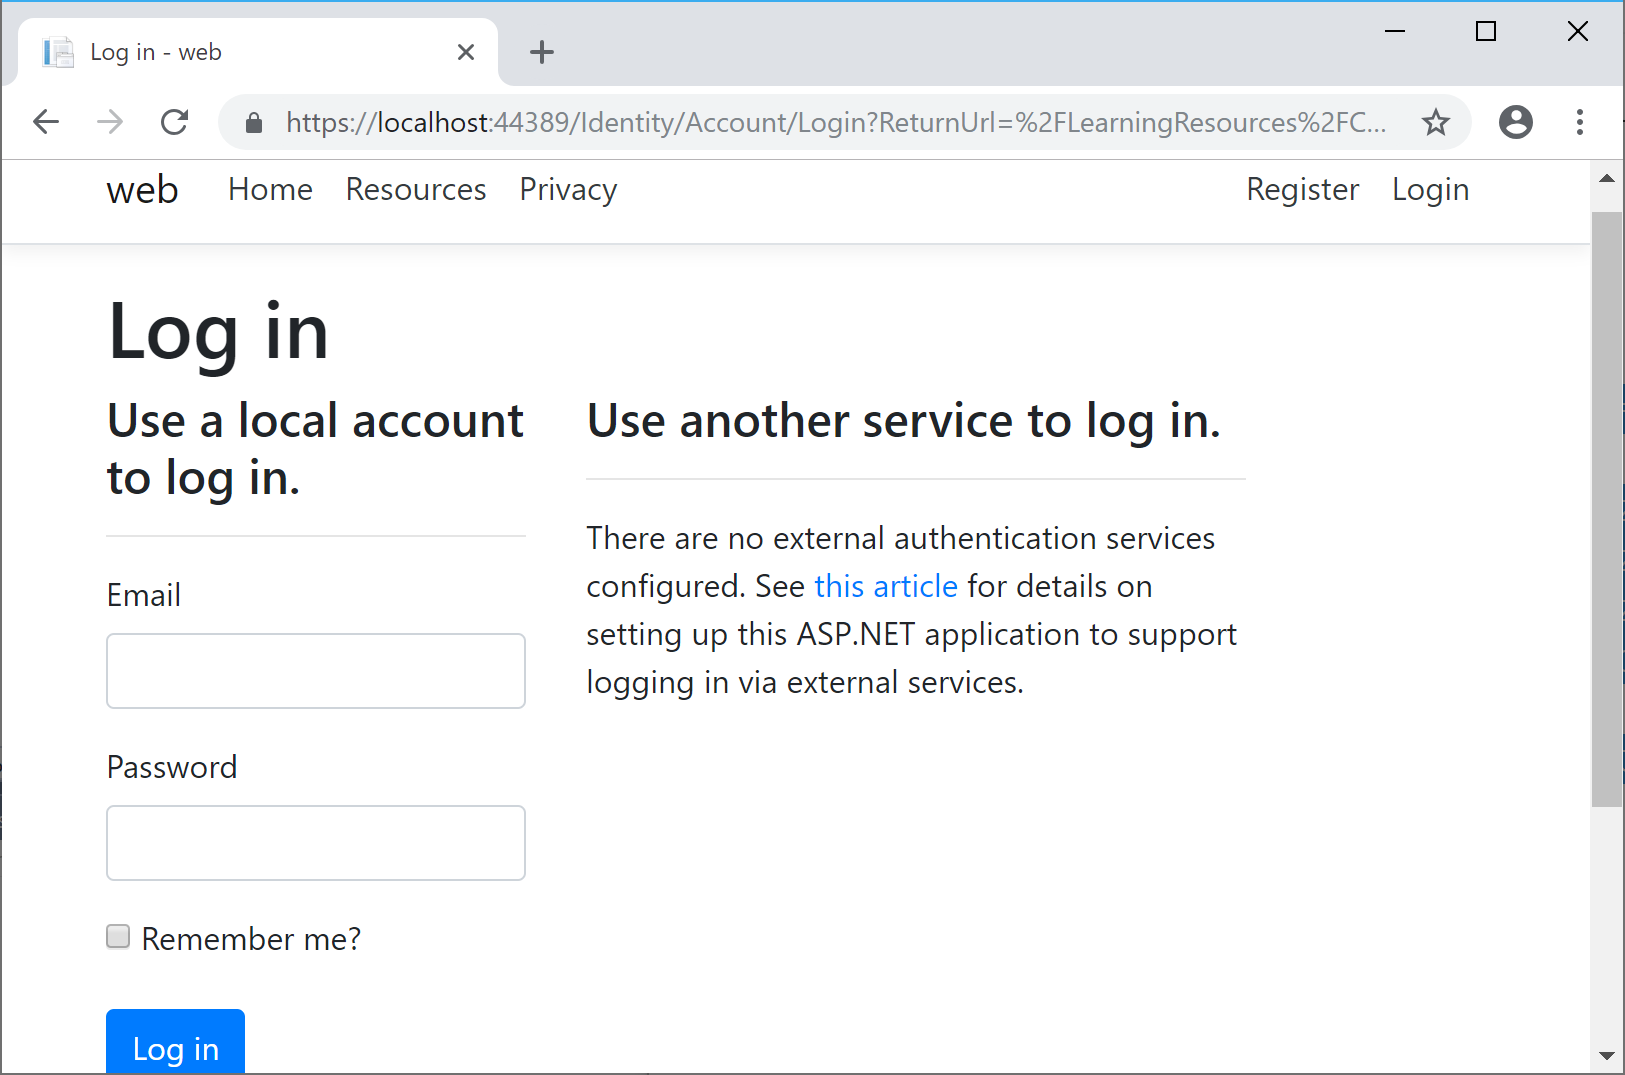 Log in - web
https://localhost:44389/Identity/Account/Login?ReturnUrl=%2FLearningResources%2FC...
web Home Resources Privacy Register Login
Log in
Use a local account
to log in.
Email
Password
Remember me?
Log in
Use another service to log in.
There are no external authentication services
configured. See this article for details on
setting up this ASP.NET application to support
logging in via external services.